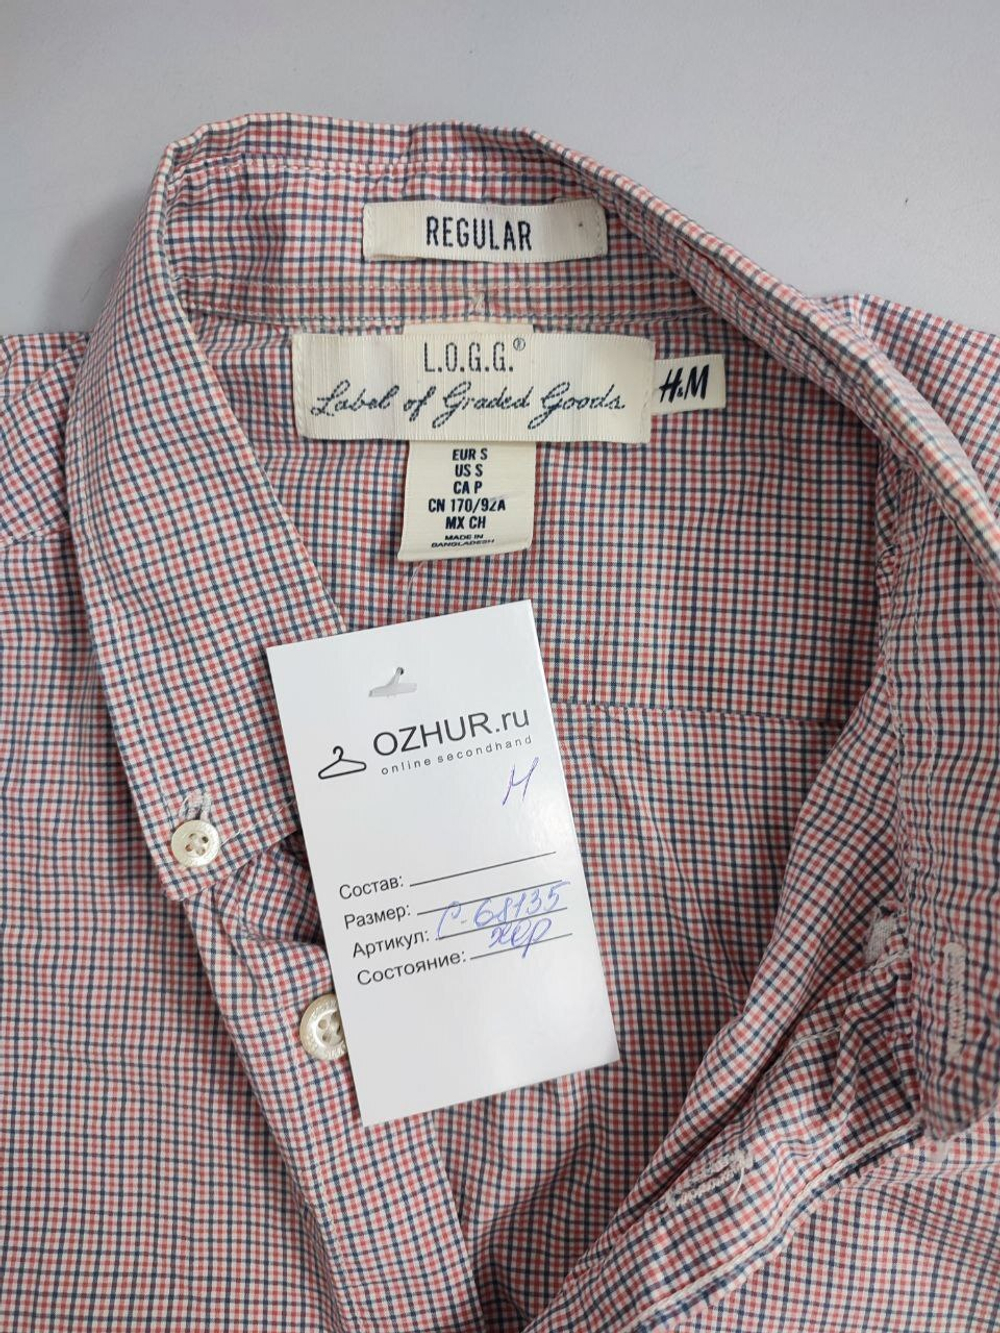 REGULAR
L.O.G.G.®
Label of Graded Goods
H&M
EUR S
US S
CA P
CN 170/92A
MX CH
MADE IN
BANGLADESH
OZHUR.ru
online secondhand
М
Состав:
Размер:
Артикул: Р-68135
Состояние: хор